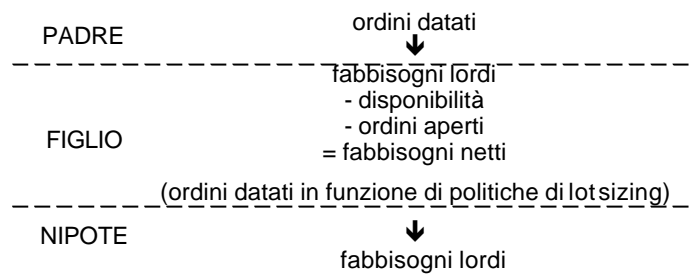 PADRE
ordini datati
fabbisogni lordi
- disponibilità
- ordini aperti
FIGLIO
= fabbisogni netti
(ordini datati in funzione di politiche di lot sizing)
NIPOTE
fabbisogni lordi